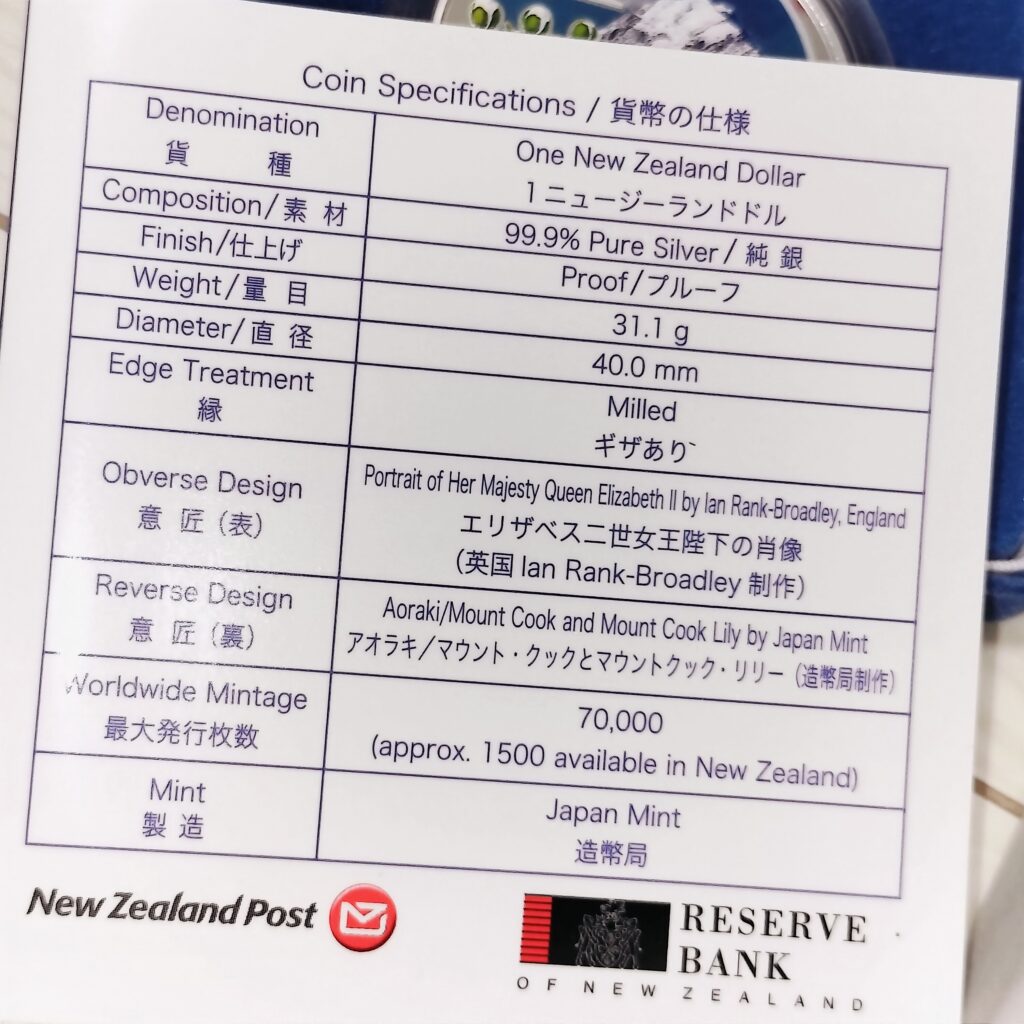 Coin Specifications / 貨幣の仕様
Denomination
貨 種
One New Zealand Dollar
1ニュージーランドドル
Composition/素 材
99.9% Pure Silver/純 銀
Finish/仕上げ
Proof/プルーフ
Weight/量 目
31.1 g
Diameter/直 径
40.0 mm
Edge Treatment
縁
Milled
ギザあり
Obverse Design
意 匠(表)
Portrait of Her Majesty Queen Elizabeth II by Ian Rank-Broadley, England
エリザベス二世女王陛下の肖像
(英国 Ian Rank-Broadley 制作)
Reverse Design
意 匠(裏)
Aoraki/Mount Cook and Mount Cook Lily by Japan Mint
アオラキ/マウント・クックとマウントクック・リリー(造幣局制作)
Worldwide Mintage
最大発行枚数
70,000
(approx. 1500 available in New Zealand)
Mint
製 造
Japan Mint
造幣局
New Zealand Post
RESERVE
BANK
OF NEW ZEALAND